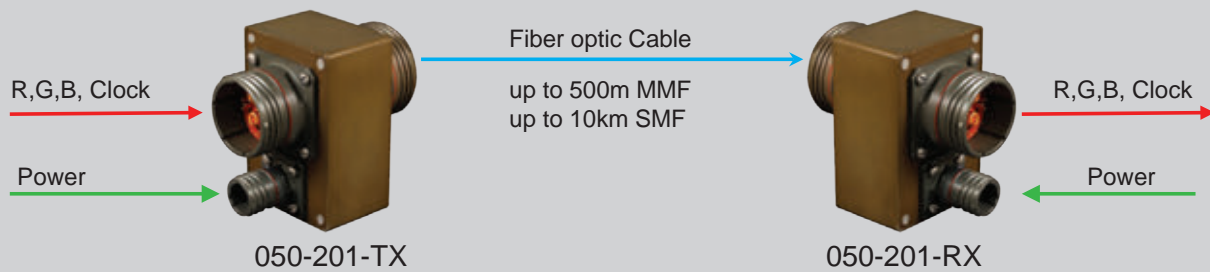 Fiber optic Cable
R,G,B, Clock
up to 500m MMF
up to 10km SMF
R,G,B, Clock
Power
Power
050-201-TX
050-201-RX